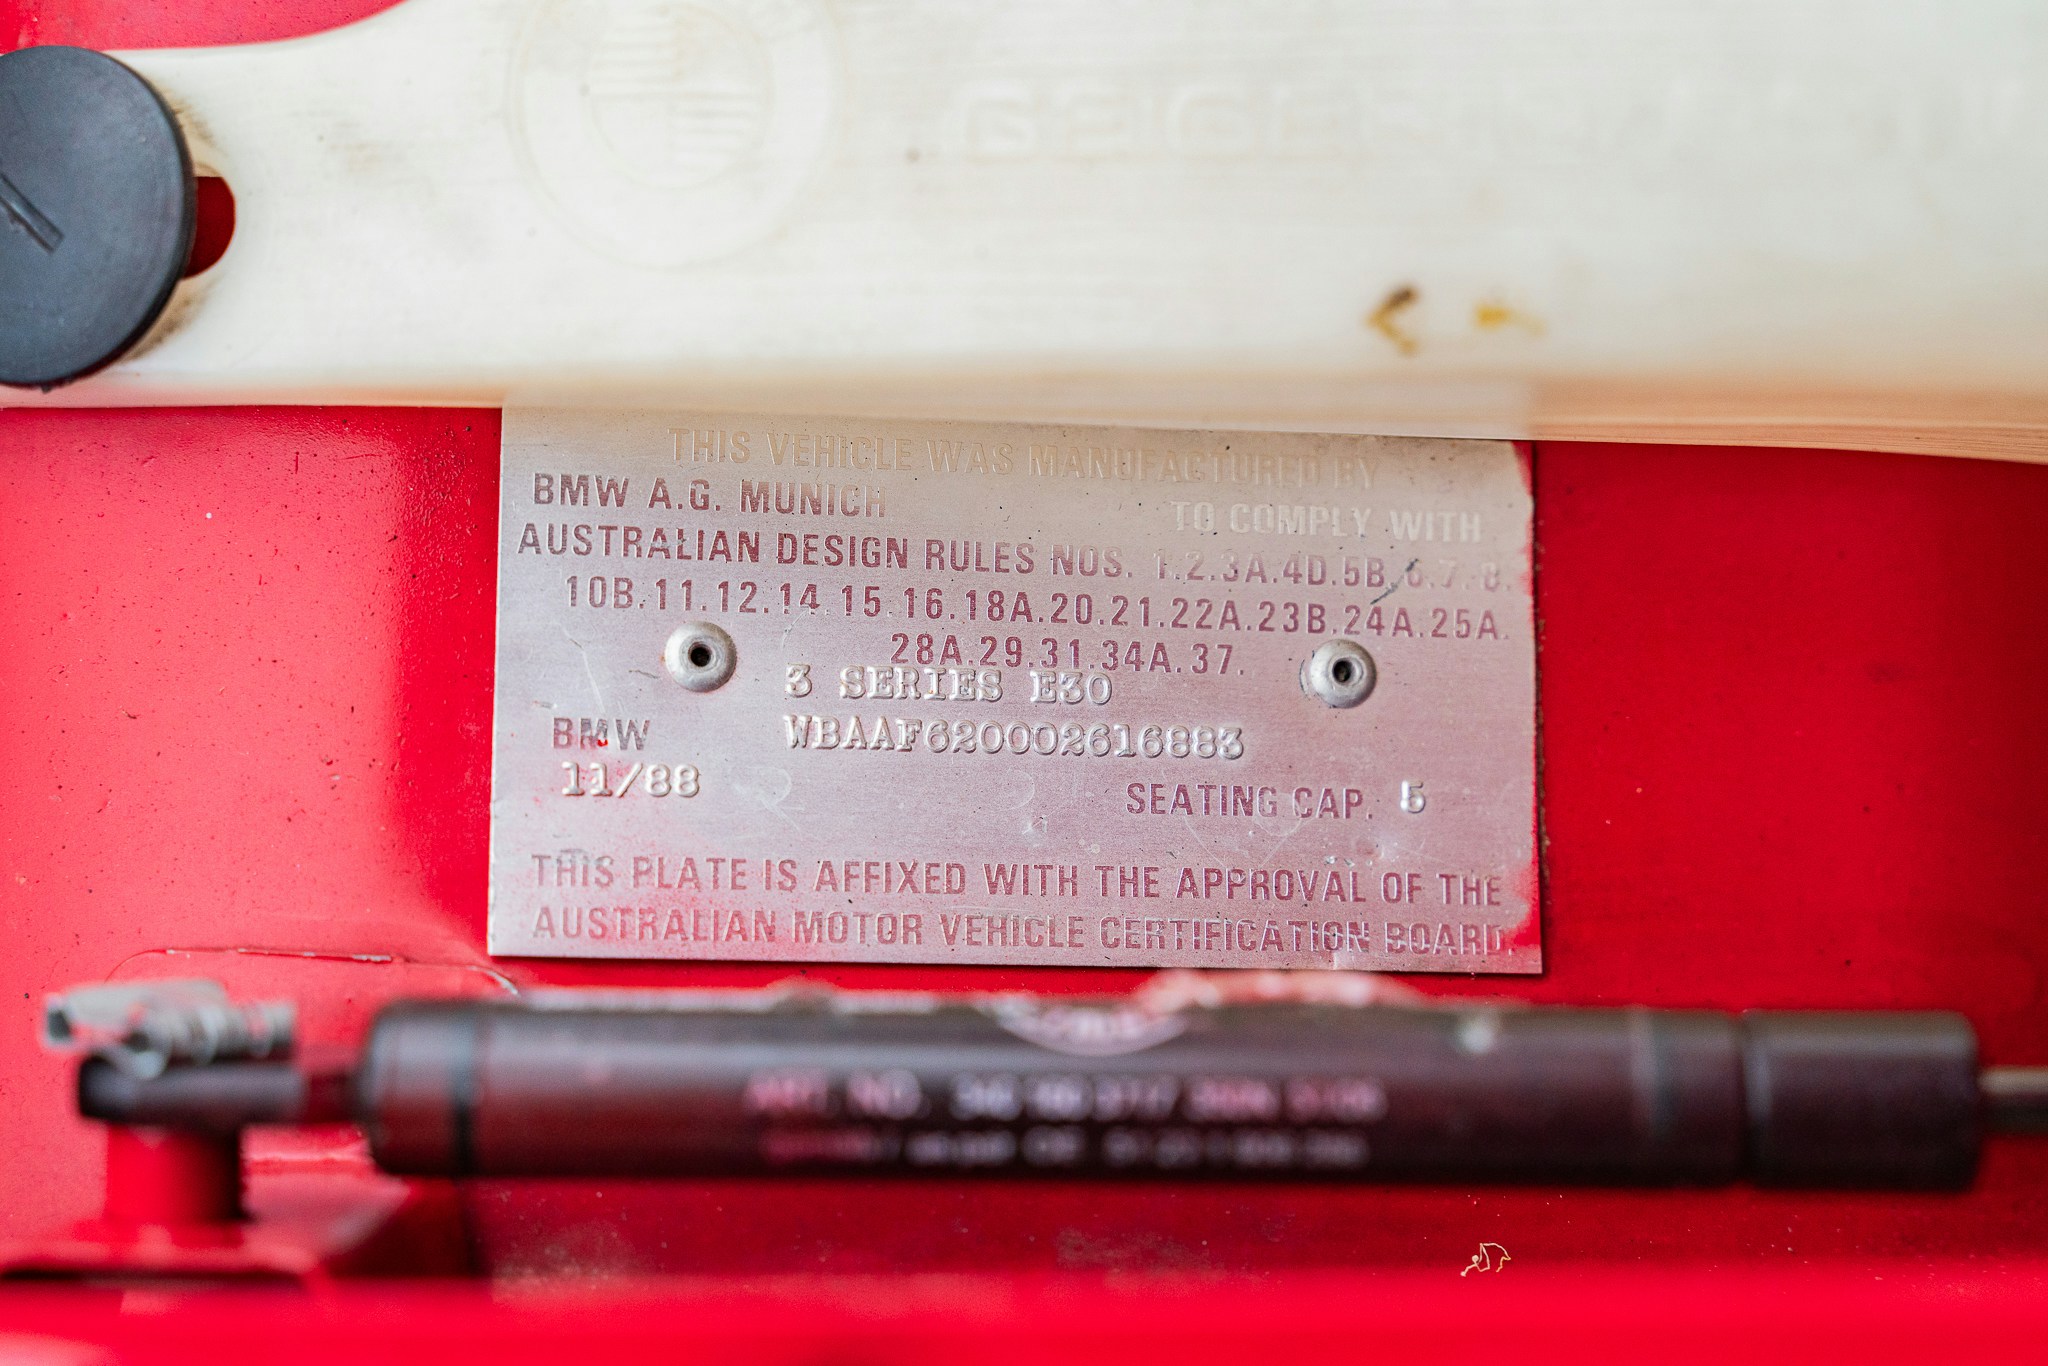 THIS VEHICLE WAS MANUFACTURED BY
BMW A.G. MUNICH TO COMPLY WITH
AUSTRALIAN DESIGN RULES NOS. 1.2.3A.4D.5B.6.7.8.
10B.11.12.14.15.16.18A.20.21.22A.23B.24A.25A.
28A.29.31.34A.37.
3 SERIES E30
BMW WBAAF620002616883
11/88
SEATING CAP. 5
THIS PLATE IS AFFIXED WITH THE APPROVAL OF THE
AUSTRALIAN MOTOR VEHICLE CERTIFICATION BOARD.
ART. NO.